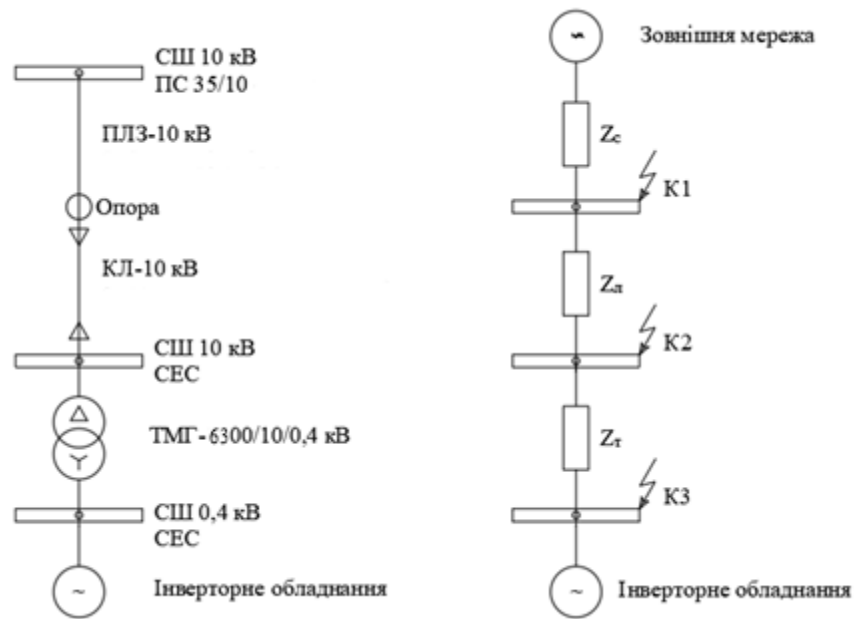 СШ 10 кВ
ПС 35/10
ПЛЗ-10 кВ
Опора
КЛ-10 кВ
СШ 10 кВ
СЕС
ТМГ-6300/10/0,4 кВ
СШ 0,4 кВ
СЕС
~
Інверторне обладнання
~
Зовнішня мережа
Zс
К1
Zл
К2
Zт
К3
~
Інверторне обладнання